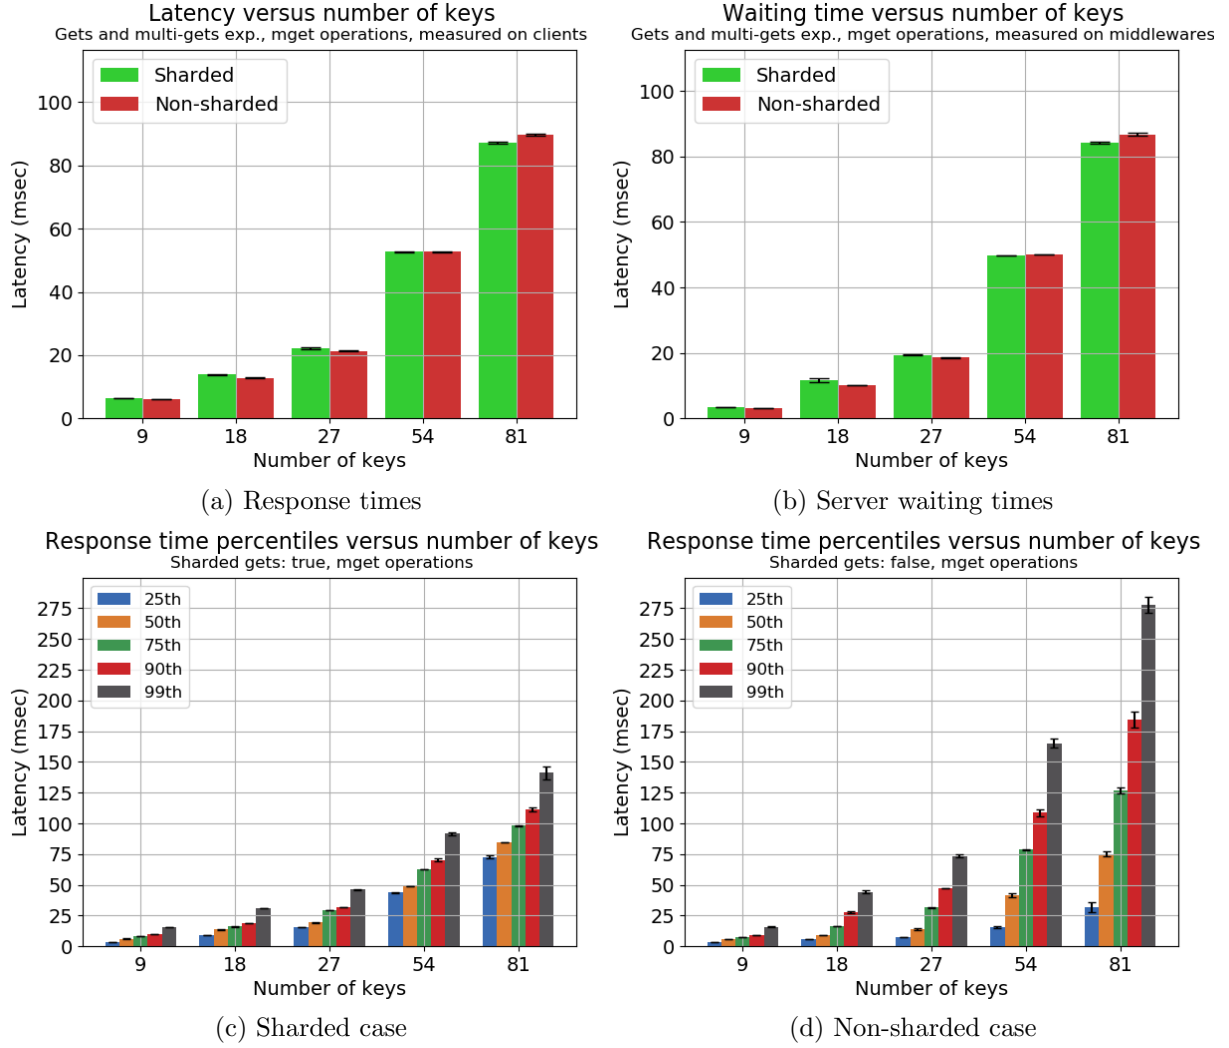 Latency versus number of keys
Gets and multi-gets exp., mget operations, measured on clients
Sharded
Non-sharded
Latency (msec)
100
80
60
40
20
0
9 18 27 54 81
Number of keys
(a) Response times
Waiting time versus number of keys
Gets and multi-gets exp., mget operations, measured on middlewares
Sharded
Non-sharded
Latency (msec)
100
80
60
40
20
0
9 18 27 54 81
Number of keys
(b) Server waiting times
Response time percentiles versus number of keys
Sharded gets: true, mget operations
25th
50th
75th
90th
99th
Latency (msec)
275
250
225
200
175
150
125
100
75
50
25
0
9 18 27 54 81
Number of keys
(c) Sharded case
Response time percentiles versus number of keys
Sharded gets: false, mget operations
25th
50th
75th
90th
99th
Latency (msec)
275
250
225
200
175
150
125
100
75
50
25
0
9 18 27 54 81
Number of keys
(d) Non-sharded case